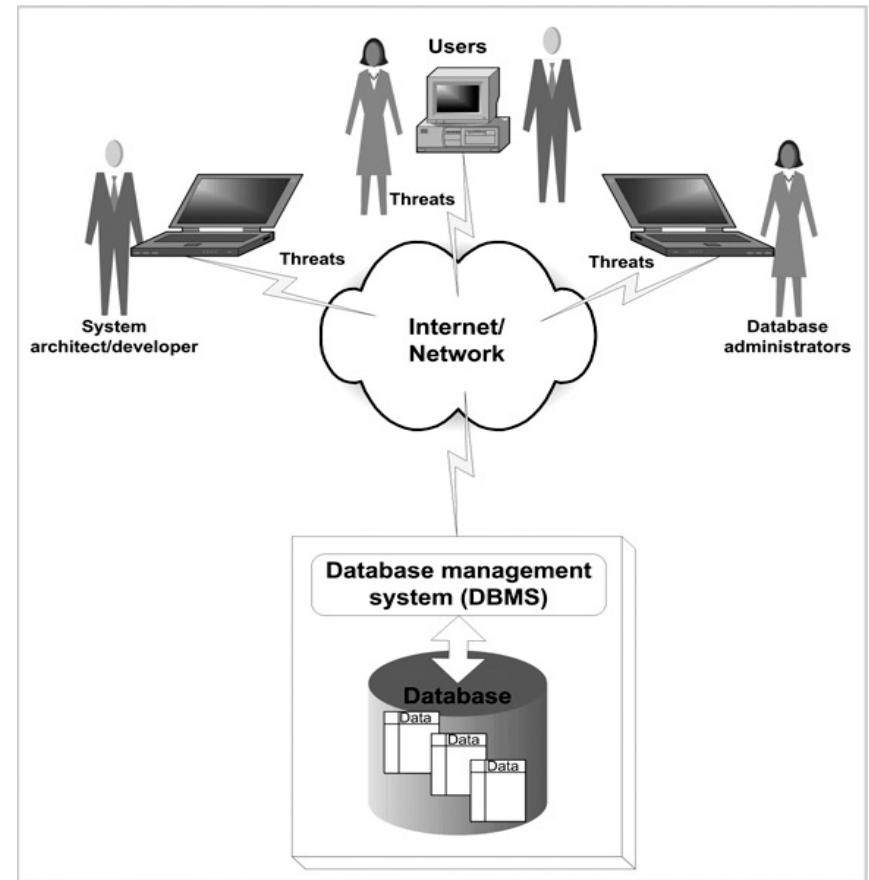 Users
Threats
Threats
Threats
System
architect/developer
Internet/
Network
Database
administrators
Database management
system (DBMS)
Database
Data
Data
Data